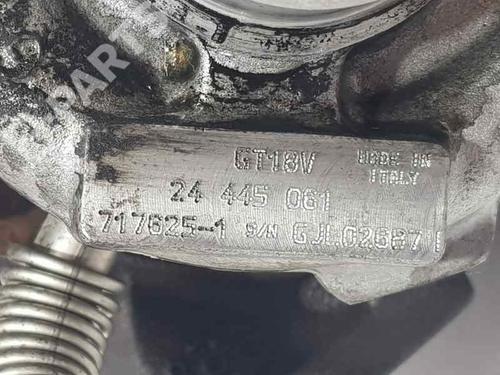 GT18V
MADE IN
ITALY
24 445 061
717625-1 S/N GJL02687